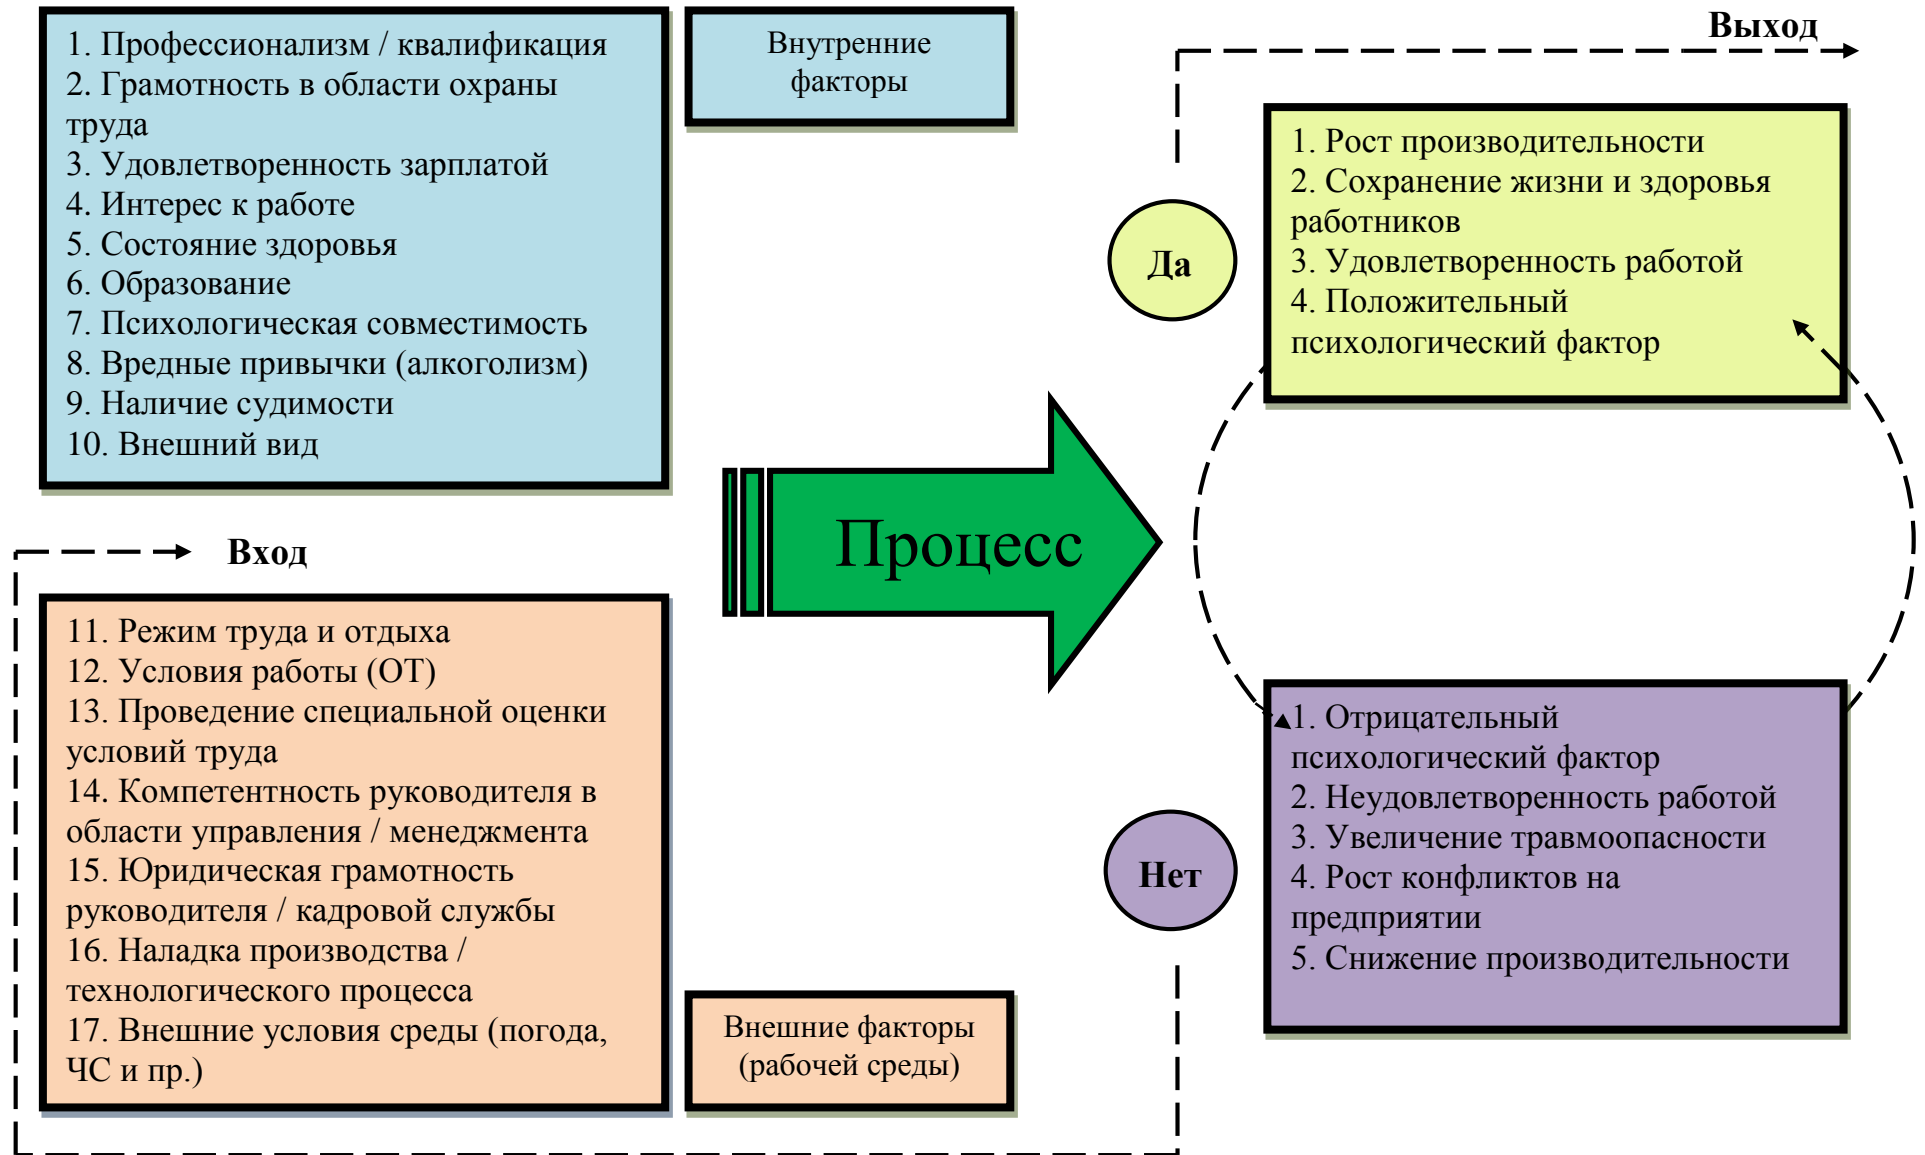 1. Профессионализм / квалификация
2. Грамотность в области охраны
труда
3. Удовлетворенность зарплатой
4. Интерес к работе
5. Состояние здоровья
6. Образование
7. Психологическая совместимость
8. Вредные привычки (алкоголизм)
9. Наличие судимости
10. Внешний вид
Внутренние
факторы
Вход
11. Режим труда и отдыха
12. Условия работы (ОТ)
13. Проведение специальной оценки
условий труда
14. Компетентность руководителя в
области управления / менеджмента
15. Юридическая грамотность
руководителя / кадровой службы
16. Наладка производства /
технологического процесса
17. Внешние условия среды (погода,
ЧС и пр.)
Внешние факторы
(рабочей среды)
Процесс
Выход
Да
1. Рост производительности
2. Сохранение жизни и здоровья
работников
3. Удовлетворенность работой
4. Положительный
психологический фактор
Нет
1. Отрицательный
психологический фактор
2. Неудовлетворенность работой
3. Увеличение травмоопасности
4. Рост конфликтов на
предприятии
5. Снижение производительности